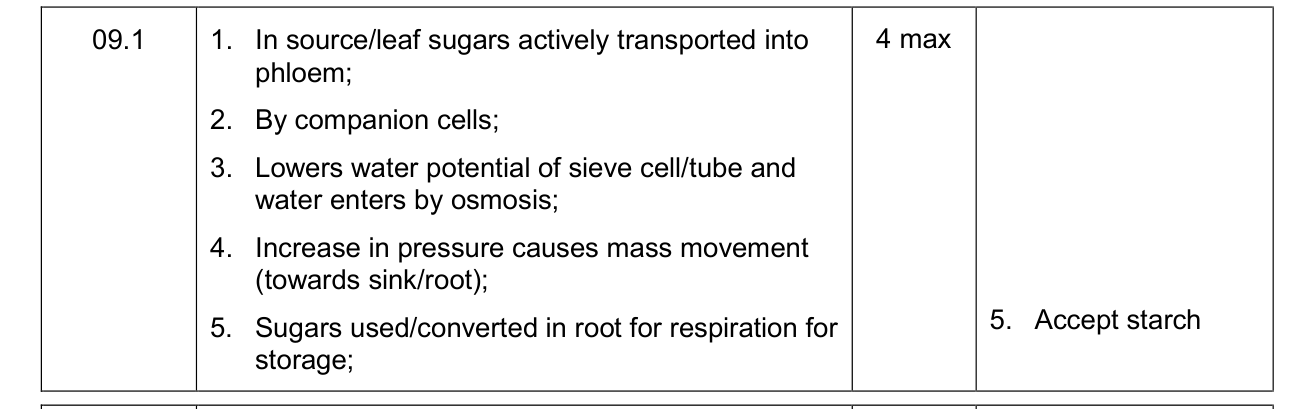 09.1
1. In source/leaf sugars actively transported into
phloem;
2. By companion cells;
3. Lowers water potential of sieve cell/tube and
water enters by osmosis;
4. Increase in pressure causes mass movement
(towards sink/root);
5. Sugars used/converted in root for respiration for
storage;
4 max
5. Accept starch